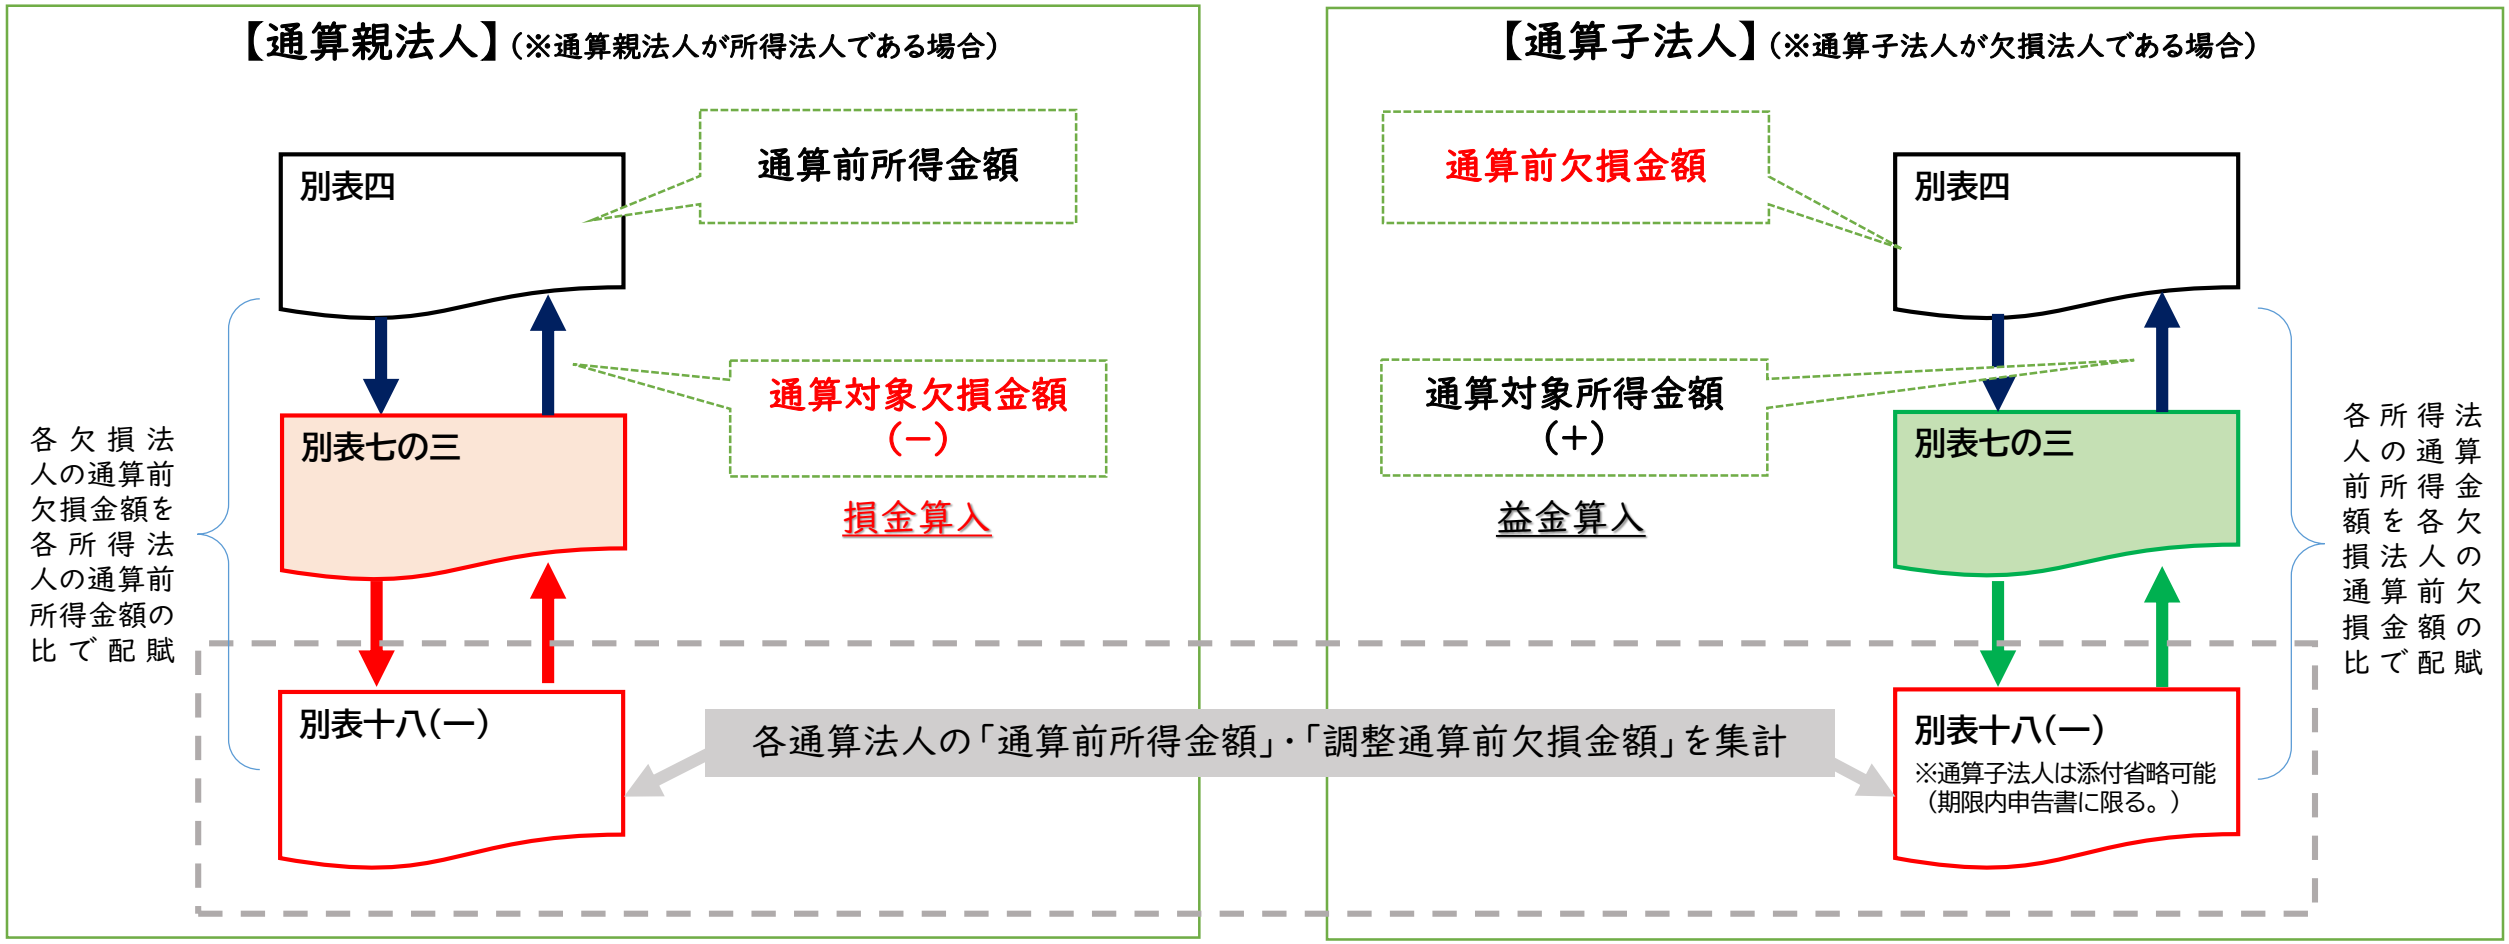 【通算親法人】（※通算親法人が所得法人である場合）
通算前所得金額
別表四
通算対象欠損金額
（－）
別表七の三
損金算入
各欠損法
人の通算前
欠損金額を
各所得法
人の通算前
所得金額の
比で配賦
別表十八（一）
【通算子法人】（※通算子法人が欠損法人である場合）
通算前欠損金額
別表四
通算対象所得金額
（＋）
別表七の三
益金算入
各所得法
人の通算
前所得金
額を各欠
損法人の
通算前欠
損金額の
比で配賦
別表十八（一）
※通算子法人は添付省略可能
（期限内申告書に限る。）
各通算法人の「通算前所得金額」・「調整通算前欠損金額」を集計